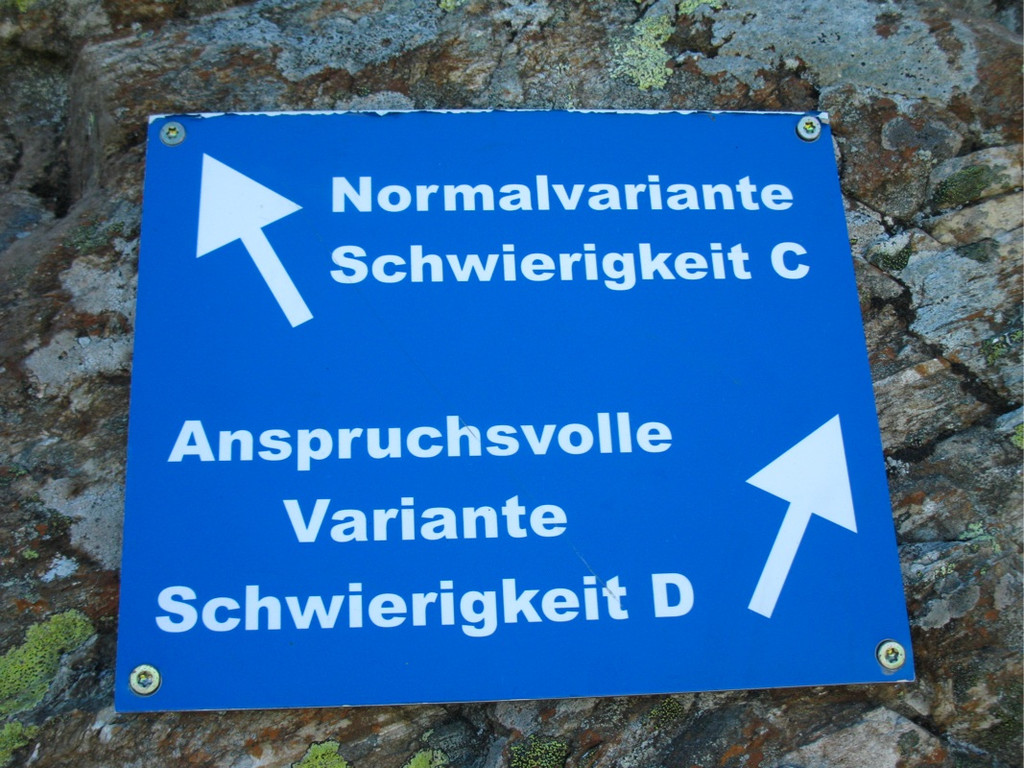 Normalvariante
Schwierigkeit C
Anspruchsvolle
Variante
Schwierigkeit D